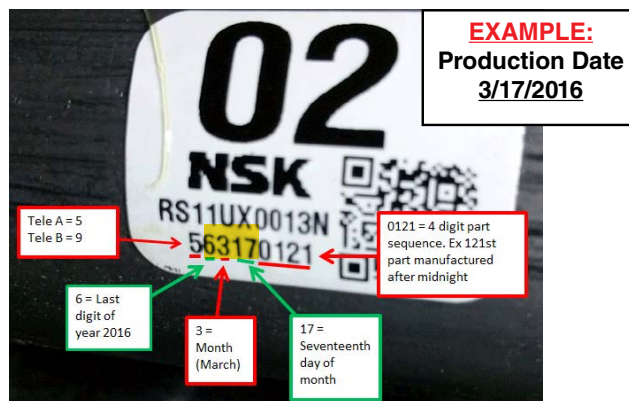 EXAMPLE:
Production Date
3/17/2016
02
NSK
RS11UX0013N
563170121
Tele A = 5
Tele B = 9
0121 = 4 digit part
sequence. Ex 121st
part manufactured
after midnight
6 = Last
digit of
year 2016
3 =
Month
(March)
17 =
Seventeenth
day of
month